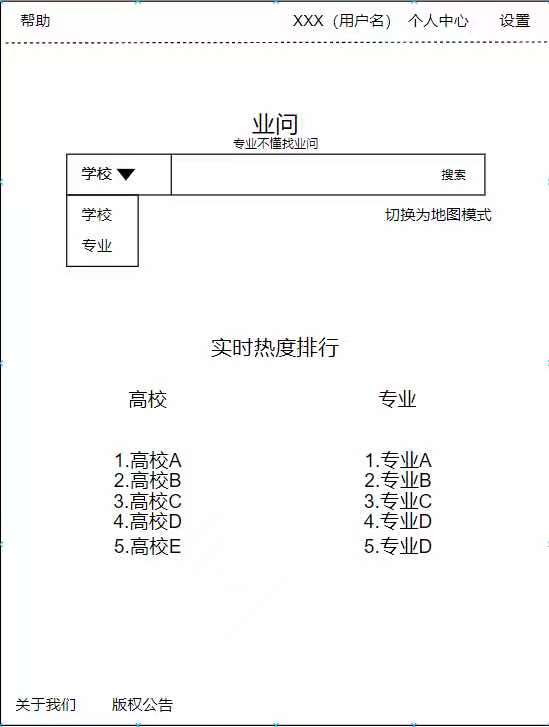 帮助 XXX（用户名） 个人中心 设置
业问
专业不懂找业问
学校 搜索
学校 切换为地图模式
专业
实时热度排行
高校 专业
1.高校A 1.专业A
2.高校B 2.专业B
3.高校C 3.专业C
4.高校D 4.专业D
5.高校E 5.专业D
关于我们 版权公告